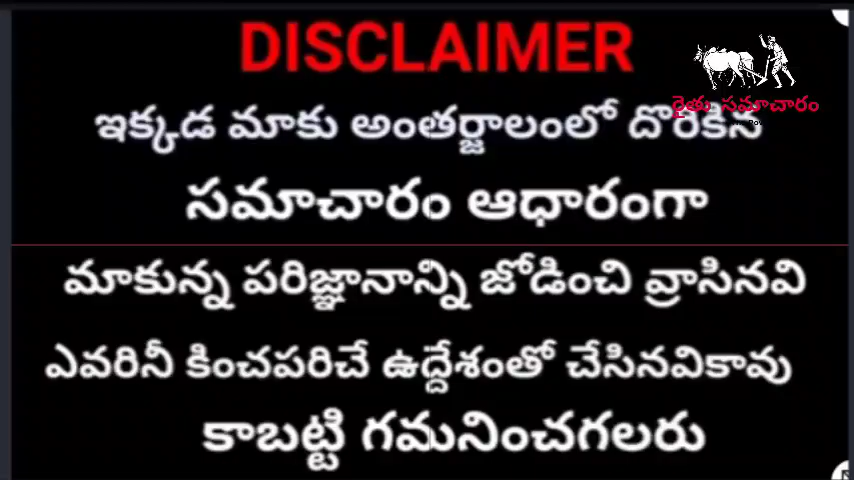 DISCLAIMER
రైతు సమాచారం
ఇక్కడ మాకు అంతర్జాలంలో దొరికిన
సమాచారం ఆధారంగా
మాకున్న పరిజ్ఞానాన్ని జోడించి వ్రాసినవి
ఎవరినీ కించపరిచే ఉద్దేశంతో చేసినవికావు
కాబట్టి గమనించగలరు